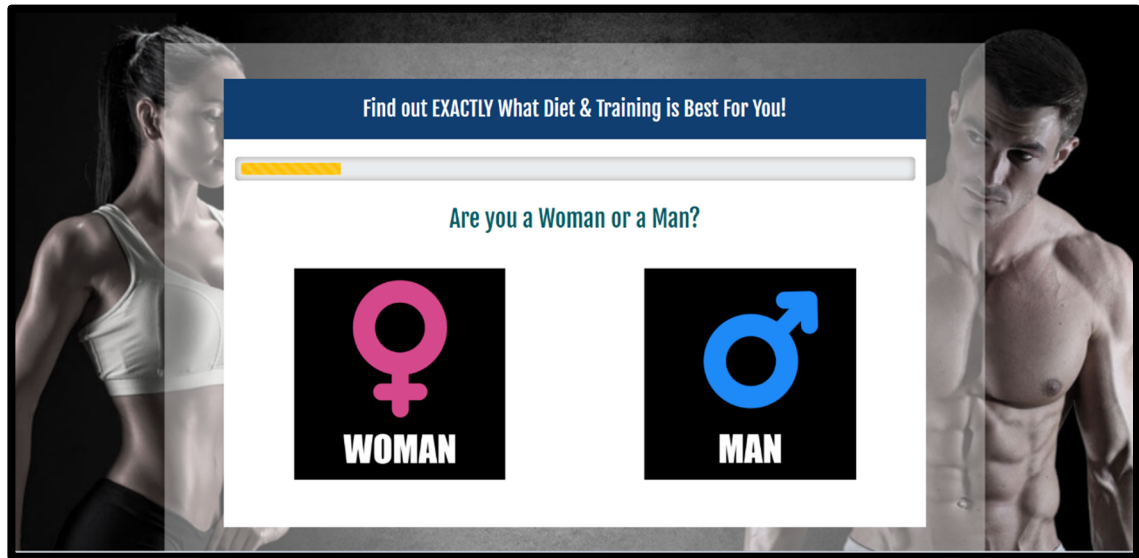 Find out EXACTLY What Diet & Training is Best For You!
Are you a Woman or a Man?
WOMAN
MAN